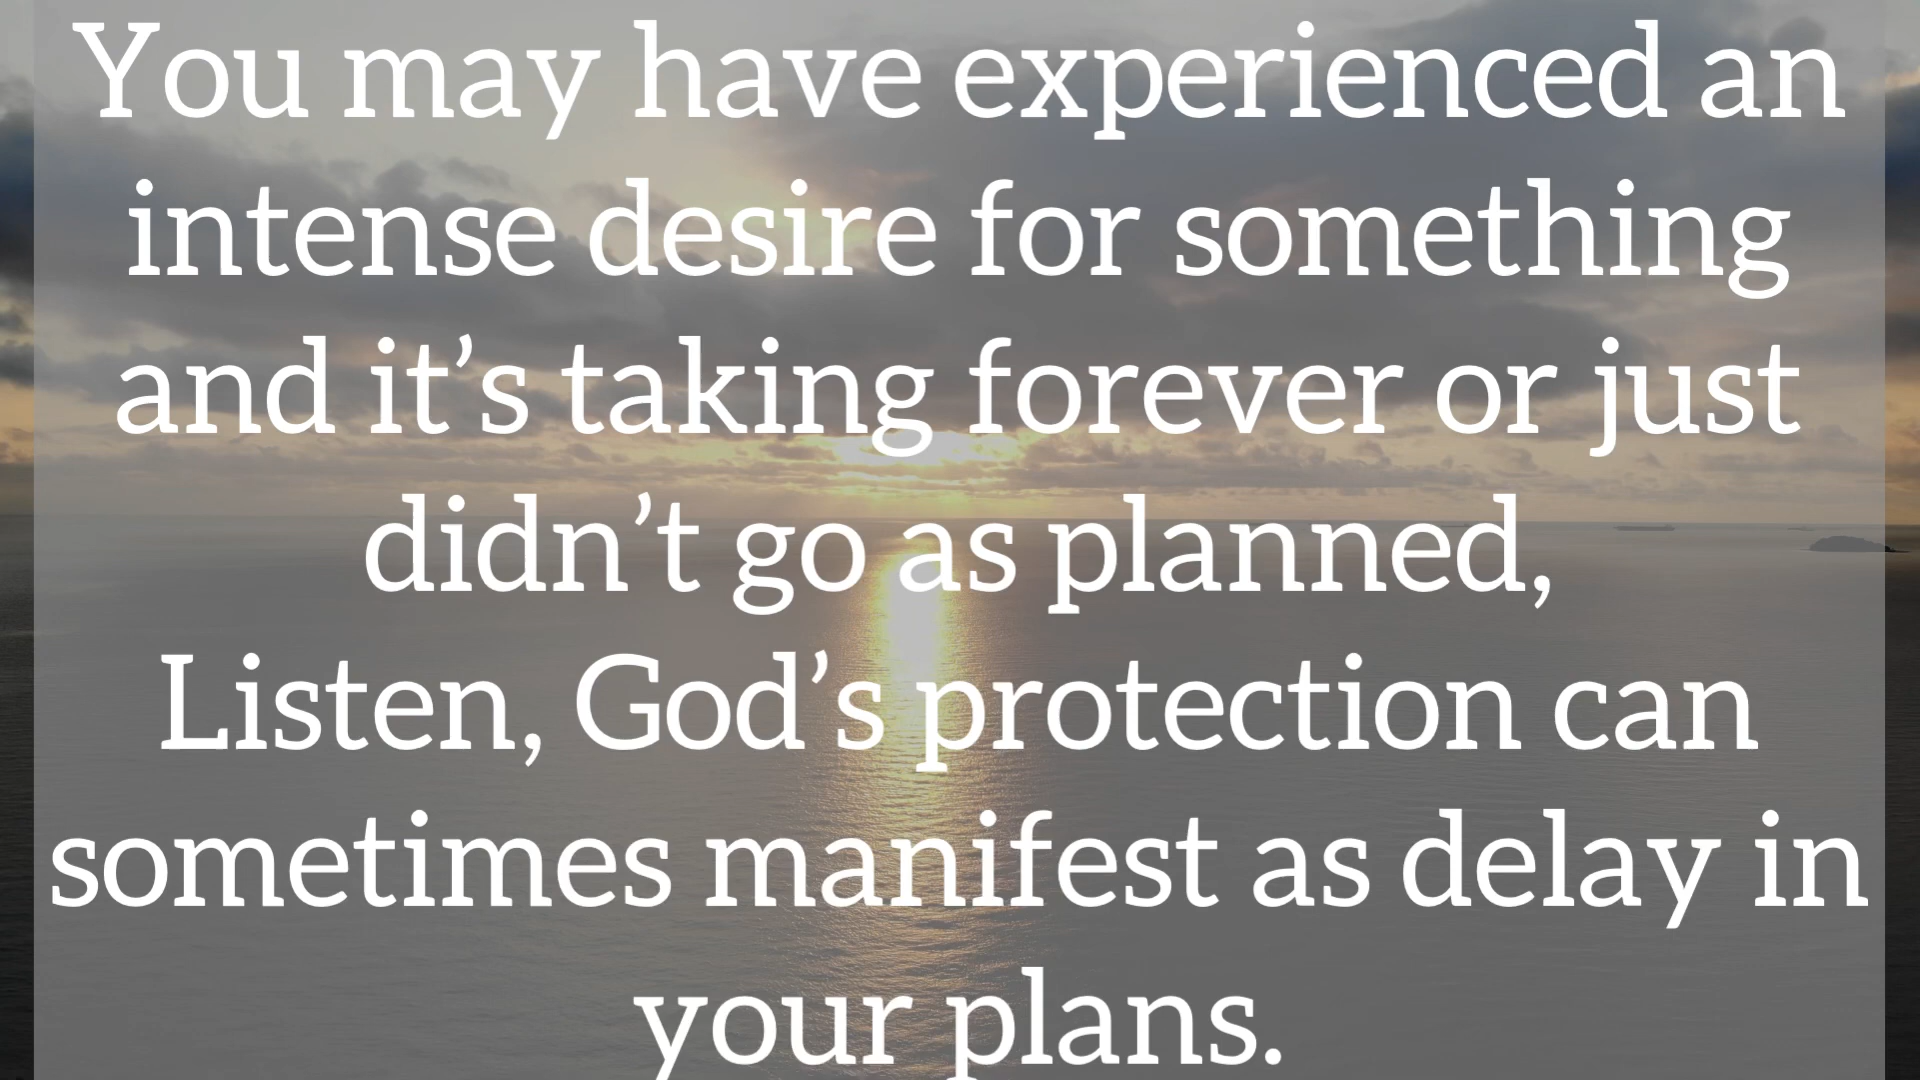 You may have experienced an
intense desire for something
and it’s taking forever or just
didn’t go as planned,
Listen, God’s protection can
sometimes manifest as delay in
your plans.